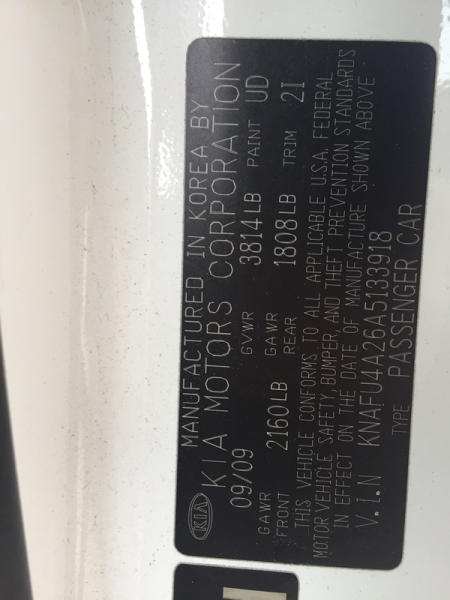 MANUFACTURED IN KOREA BY
KIA KIA MOTORS CORPORATION
09/09 GVWR 3814LB PAINT UD
GAWR FRONT 2160LB GAWR REAR 1808LB TRIM 2I
THIS VEHICLE CONFORMS TO ALL APPLICABLE U.S.A. FEDERAL
MOTOR VEHICLE SAFETY, BUMPER, AND THEFT PREVENTION STANDARDS
IN EFFECT ON THE DATE OF MANUFACTURE SHOWN ABOVE.
V.I.N KNAFU4A26A5133918
TYPE PASSENGER CAR